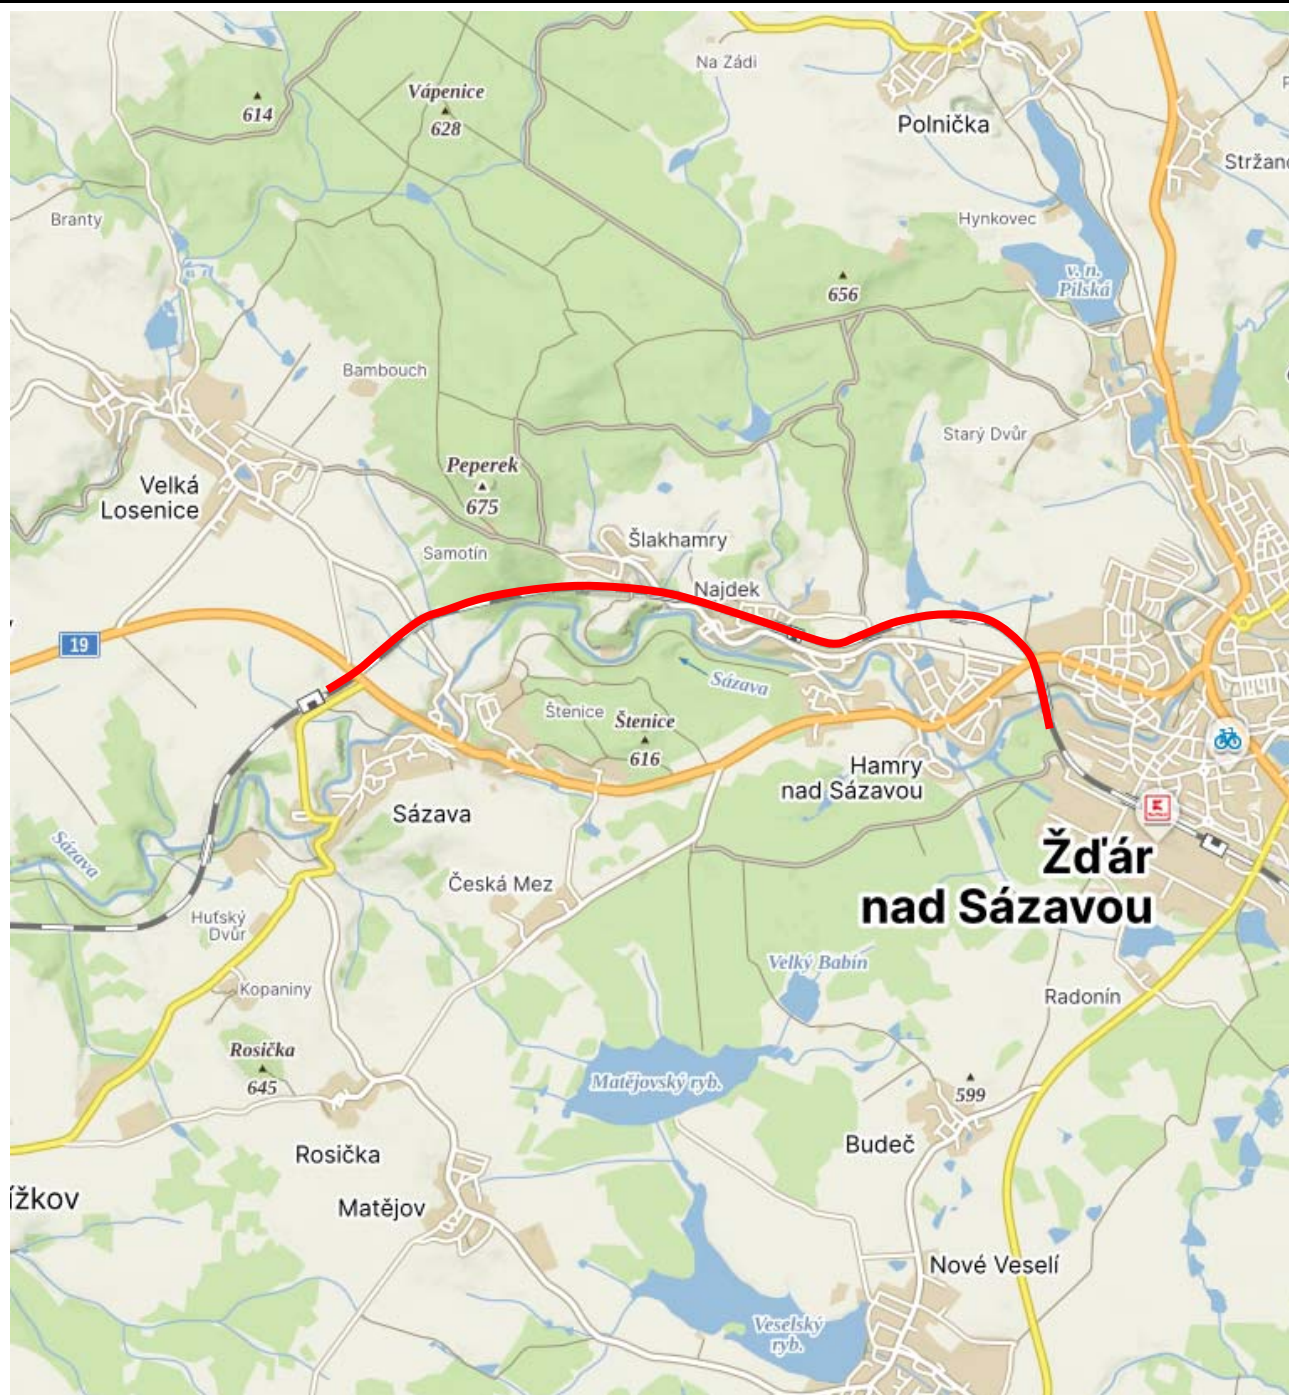 Na Žádi
Vápenice
628
614
Polnička
Stržano
Branty
Hynkovec
v. n.
Pilská
656
Bambouch
Starý Dvůr
Peperek
675
Velká
Losenice
Šlakhamry
Samotín
Najdek
19
Sázava
Štenice
Štenice
616
Hamry
nad Sázavou
Sázava
Sázava
Žďár
nad Sázavou
Česká Mez
Huťský
Dvůr
Velký Babín
Kopaniny
Radonín
Rosička
645
Matějovský ryb.
599
Budeč
Rosička
ížkov
Matějov
Nové Veselí
Veselský
ryb.